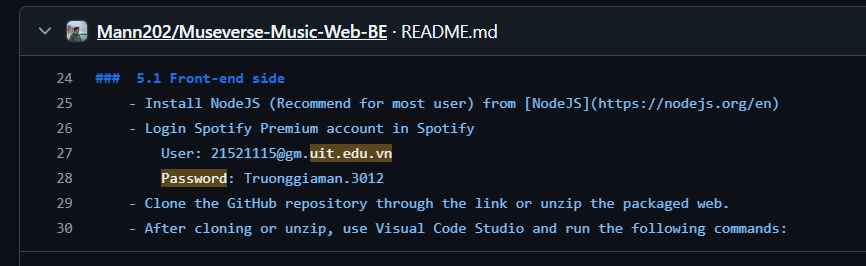 Mann202/Museverse-Music-Web-BE · README.md
24 ### 5.1 Front-end side
25 - Install NodeJS (Recommend for most user) from [NodeJS](https://nodejs.org/en)
26 - Login Spotify Premium account in Spotify
27 User: 21521115@gm.uit.edu.vn
28 Password: Truonggiaman.3012
29 - Clone the GitHub repository through the link or unzip the packaged web.
30 - After cloning or unzip, use Visual Code Studio and run the following commands: